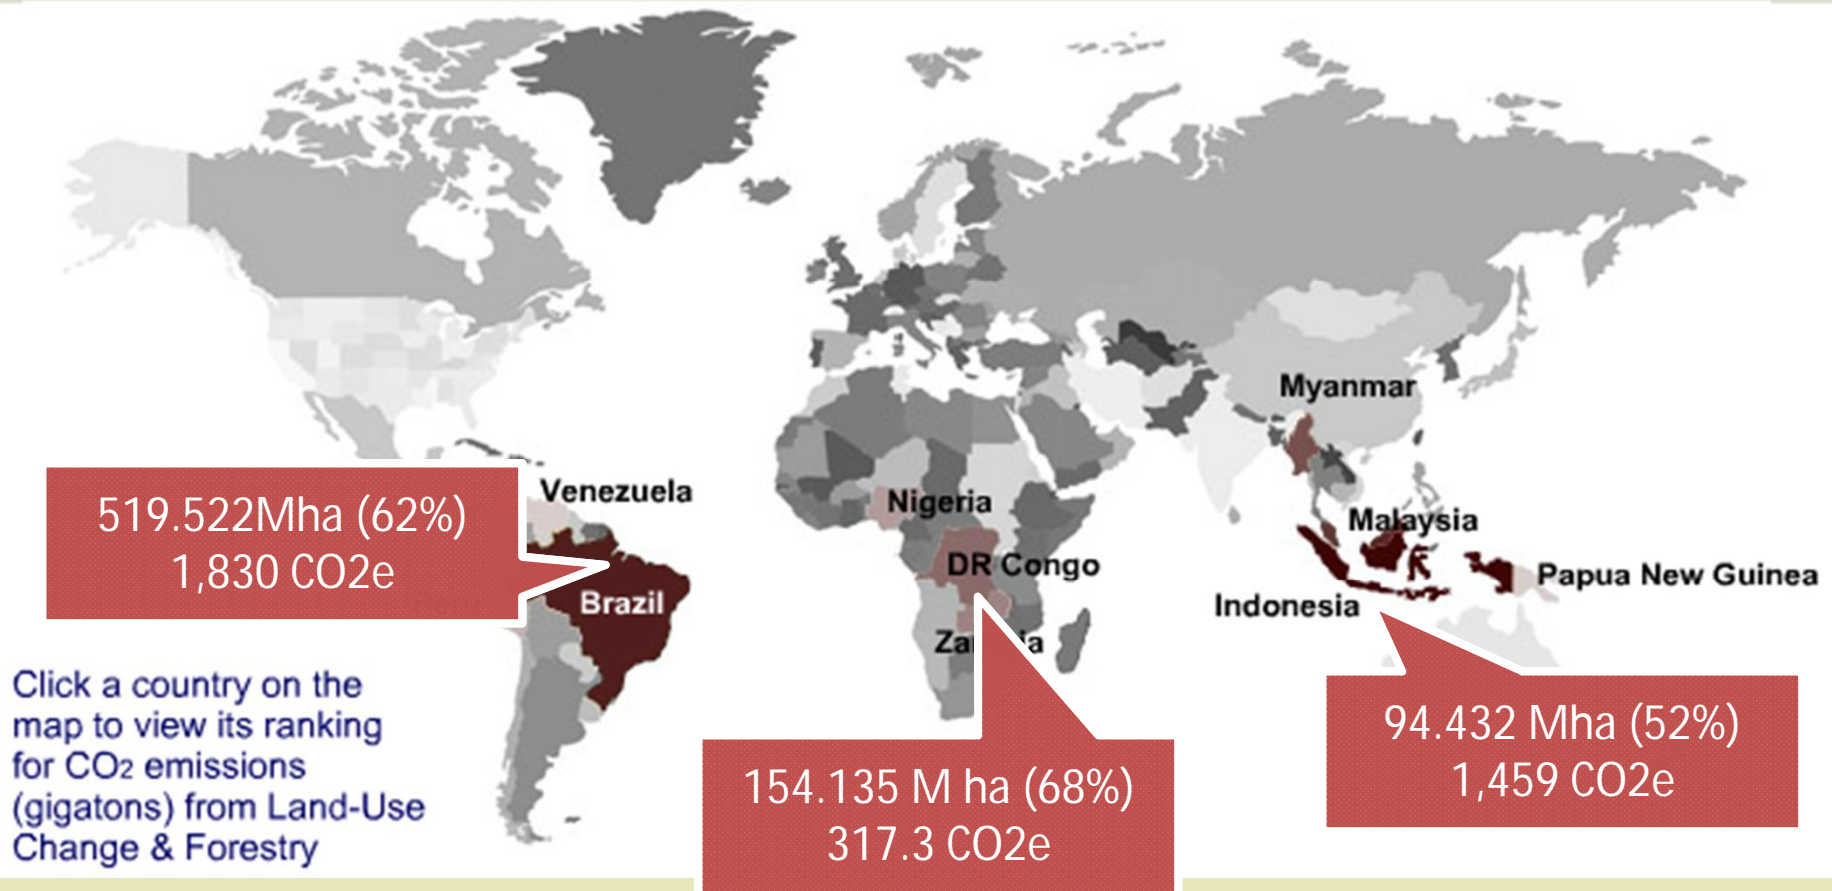 Myanmar
519.522Mha (62%)
1,830 CO2e
Venezuela
Nigeria
Malaysia
DR Congo
Papua New Guinea
Brazil
Indonesia
Click a country on the
map to view its ranking
for CO2 emissions
(gigatons) from Land-Use
Change & Forestry
94.432 Mha (52%)
1,459 CO2e
154.135 M ha (68%)
317.3 CO2e